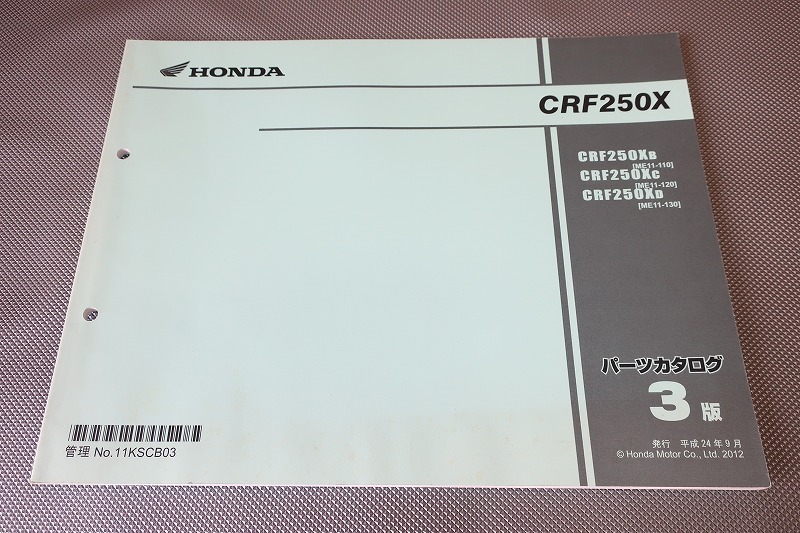 HONDA
CRF250X
CRF250XB
[ME11-110]
CRF250XC
[ME11-120]
CRF250XD
[ME11-130]
パーツカタログ
3版
発行 平成24年9月
© Honda Motor Co., Ltd. 2012
管理 No.11KSCB03